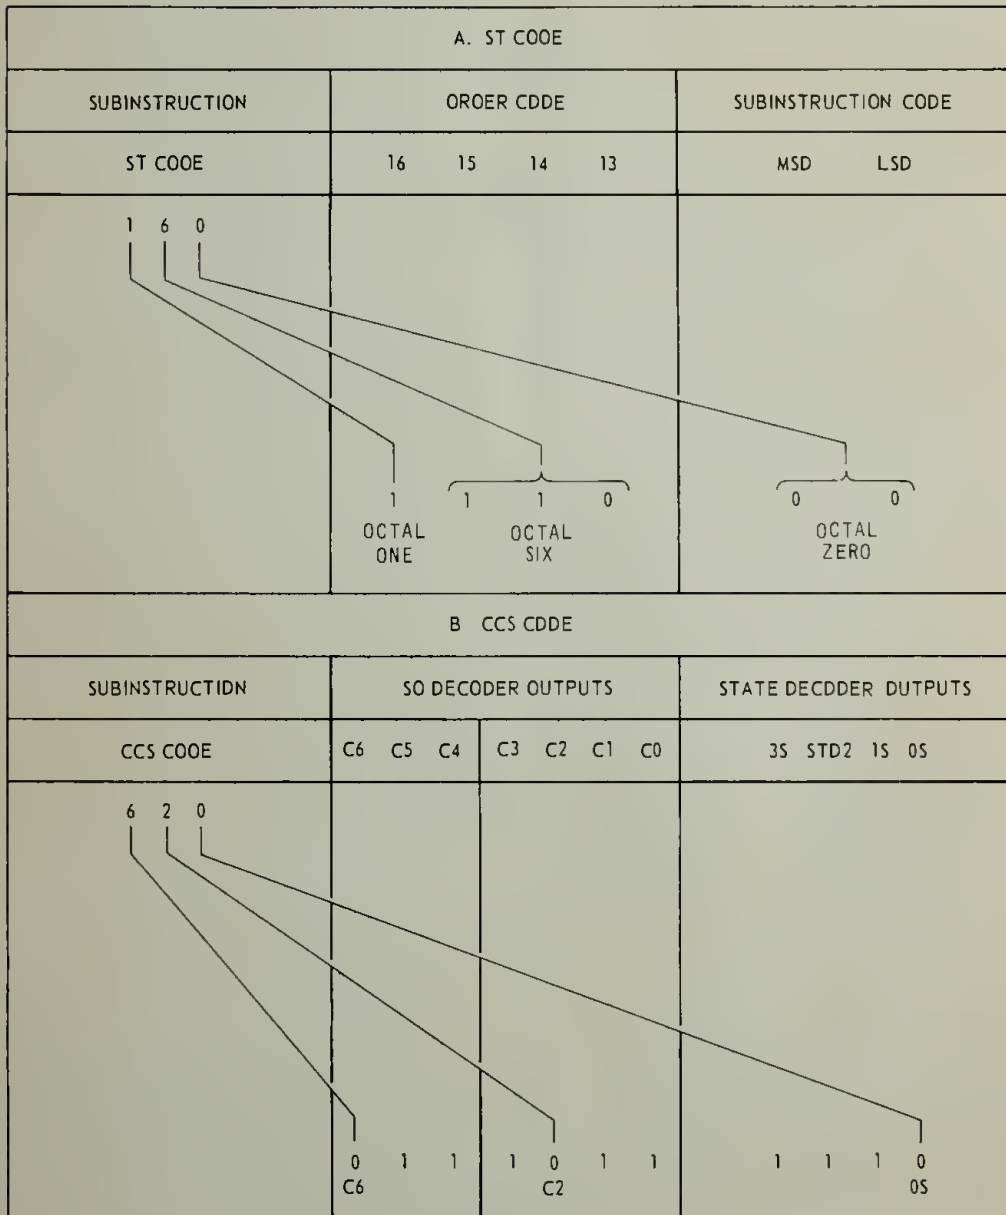 A. ST COOE
SUBINSTRUCTION OROER CDDE SUBINSTRUCTION CODE
ST COOE 16 15 14 13 MSD LSD
1 6 0
1 1 1 0 0 0
OCTAL ONE OCTAL SIX OCTAL ZERO
B CCS CDDE
SUBINSTRUCTIDN SO DECODER OUTPUTS STATE DECDDER DUTPUTS
CCS COOE C6 C5 C4 C3 C2 C1 C0 3S STD2 1S 0S
6 2 0
0 1 1 1 0 1 1 1 1 1 0
C6 C2 0S